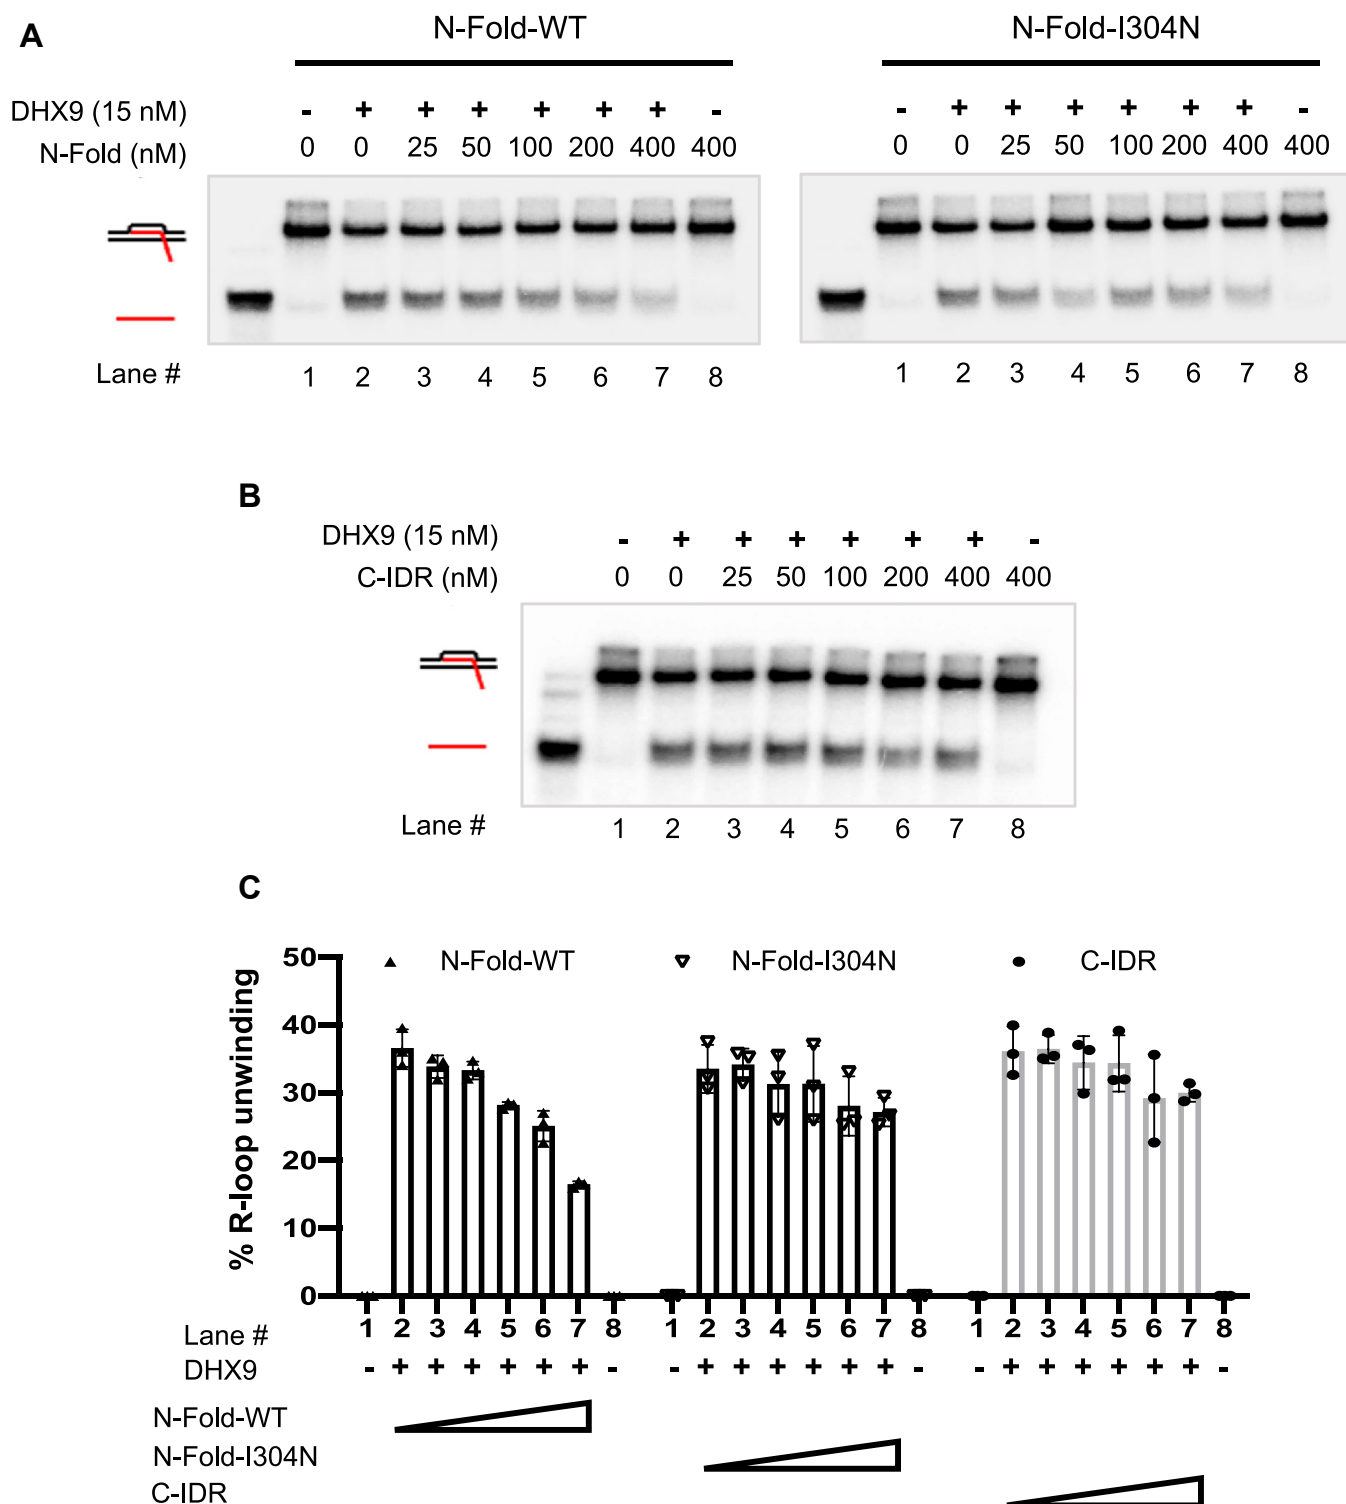 A
N-Fold-WT N-Fold-I304N
DHX9 (15 nM) - + + + + + + - - + + + + + + -
N-Fold (nM) 0 0 25 50 100 200 400 400 0 0 25 50 100 200 400 400
Lane # 1 2 3 4 5 6 7 8 1 2 3 4 5 6 7 8
B
DHX9 (15 nM) - + + + + + + -
C-IDR (nM) 0 0 25 50 100 200 400 400
Lane # 1 2 3 4 5 6 7 8
C
% R-loop unwinding
50 N-Fold-WT N-Fold-I304N C-IDR
40
30
20
10
0
Lane # 1 2 3 4 5 6 7 8 1 2 3 4 5 6 7 8 1 2 3 4 5 6 7 8
DHX9 - + + + + + + - - + + + + + + - - + + + + + + -
N-Fold-WT
N-Fold-I304N
C-IDR